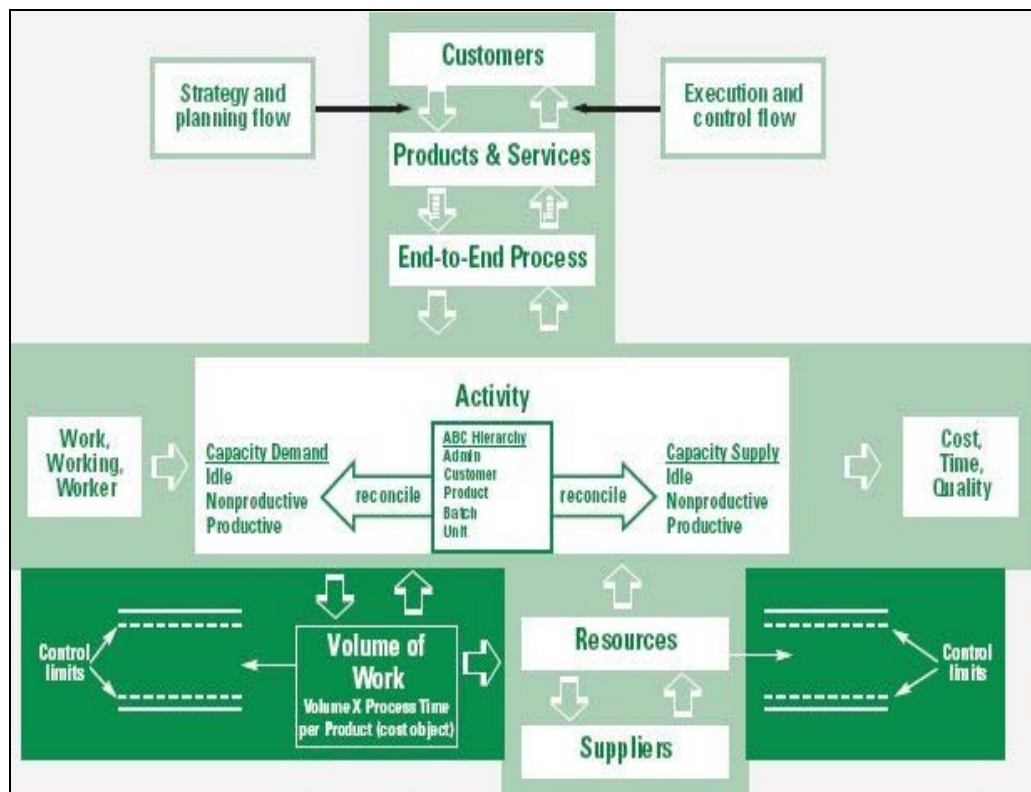 Customers
Strategy and
planning flow
Execution and
control flow
Products & Services
Time
Time
End-to-End Process
Activity
Work,
Working,
Worker
Capacity Demand
Idle
Nonproductive
Productive
reconcile
ABC Hierarchy
Admin
Customer
Product
Batch
Unit
reconcile
Capacity Supply
Idle
Nonproductive
Productive
Cost,
Time,
Quality
Control
limits
Volume of
Work
Volume X Process Time
per Product (cost object)
Resources
Suppliers
Control
limits